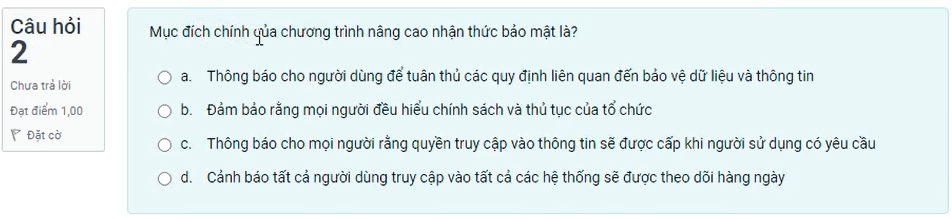 Câu hỏi
2
Chưa trả lời
Đạt điểm 1,00
Đặt cờ
Mục đích chính của chương trình nâng cao nhận thức bảo mật là?
a. Thông báo cho người dùng để tuân thủ các quy định liên quan đến bảo vệ dữ liệu và thông tin
b. Đảm bảo rằng mọi người đều hiểu chính sách và thủ tục của tổ chức
c. Thông báo cho mọi người rằng quyền truy cập vào thông tin sẽ được cấp khi người sử dụng có yêu cầu
d. Cảnh báo tất cả người dùng truy cập vào tất cả các hệ thống sẽ được theo dõi hàng ngày